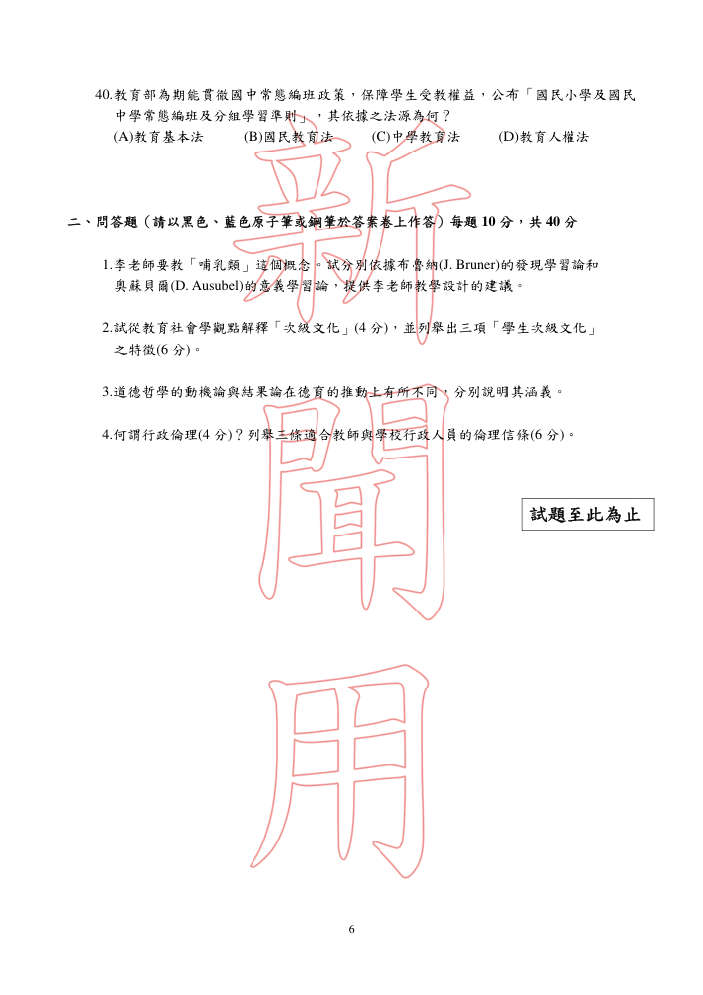 40.教育部為期能貫徹國中常態編班政策，保障學生受教權益，公布「國民小學及國民
中學常態編班及分組學習準則」，其依據之法源為何？
(A)教育基本法 (B)國民教育法 (C)中學教育法 (D)教育人權法
二、問答題（請以黑色、藍色原子筆或鋼筆於答案卷上作答）每題 10 分，共 40 分
1.李老師要教「哺乳類」這個概念。試分別依據布魯納(J. Bruner)的發現學習論和
奧蘇貝爾(D. Ausubel)的意義學習論，提供李老師教學設計的建議。
2.試從教育社會學觀點解釋「次級文化」(4 分)，並列舉出三項「學生次級文化」
之特徵(6 分)。
3.道德哲學的動機論與結果論在德育的推動上有所不同，分別說明其涵義。
4.何謂行政倫理(4 分)？列舉三條適合教師與學校行政人員的倫理信條(6 分)。
試題至此為止
新聞用
6